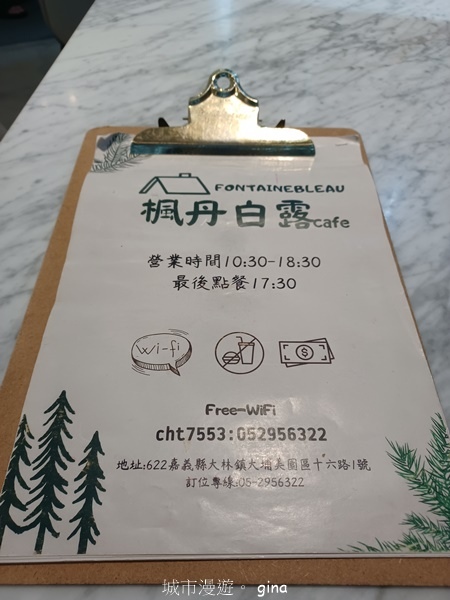 FONTAINEBLEAU
楓丹白露cafe
營業時間10:30-18:30
最後點餐17:30
Wi-fi
Free-WiFi
cht7553:052956322
地址:622嘉義縣大林鎮大埔美園區十六路1號
訂位專線:05-2956322
城市漫遊。 gina